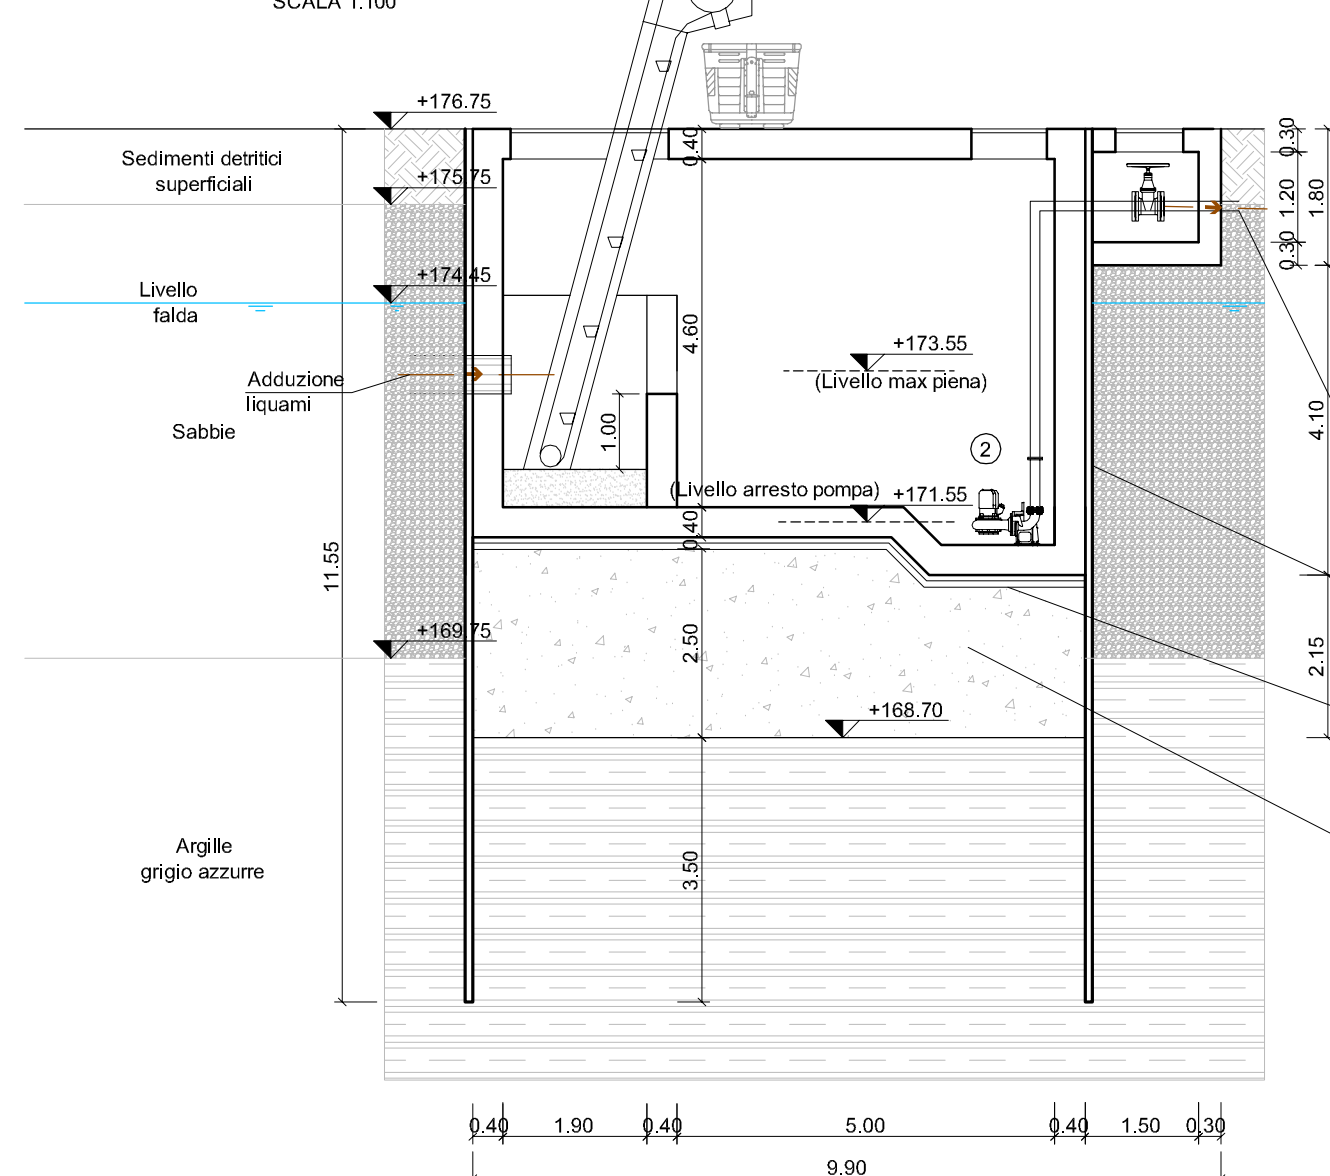 SCALA 1:100
+176.75
Sedimenti detritici
superficiali
+175.75
Livello
falda
+174.45
Adduzione
liquami
Sabbie
+169.75
Argille
grigio azzurre
11.55
0.40
4.60
1.00
0.40
2.50
3.50
+173.55
(Livello max piena)
2
(Livello arresto pompa)
+171.55
+168.70
0.30
1.20
0.30
1.80
4.10
2.15
0.40
1.90
0.40
5.00
0.40
1.50
0.30
9.90